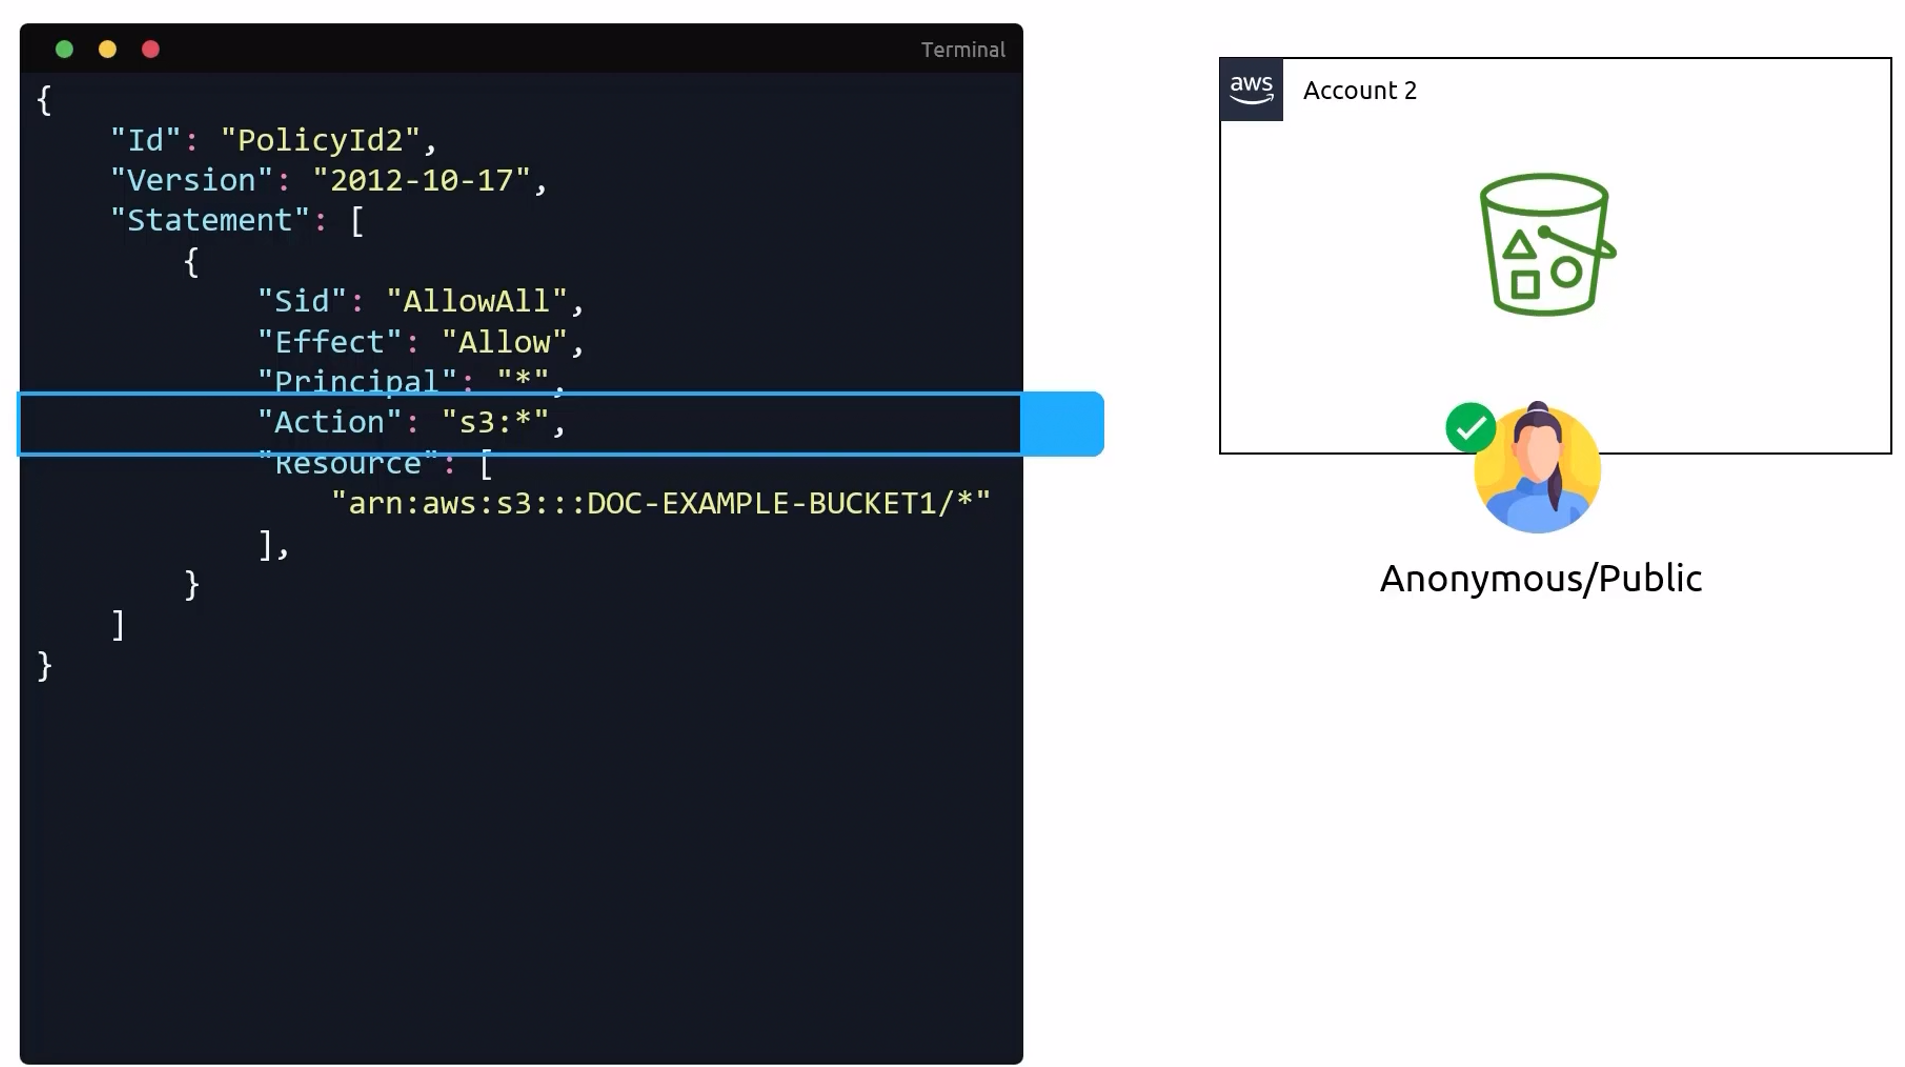 Terminal
{
"Id": "PolicyId2",
"Version": "2012-10-17",
"Statement": [
{
"Sid": "AllowAll",
"Effect": "Allow",
"Principal": "*",
"Action": "s3:*",
"Resource": [
"arn:aws:s3:::DOC-EXAMPLE-BUCKET1/*"
],
}
]
}
aws
Account 2
Anonymous/Public